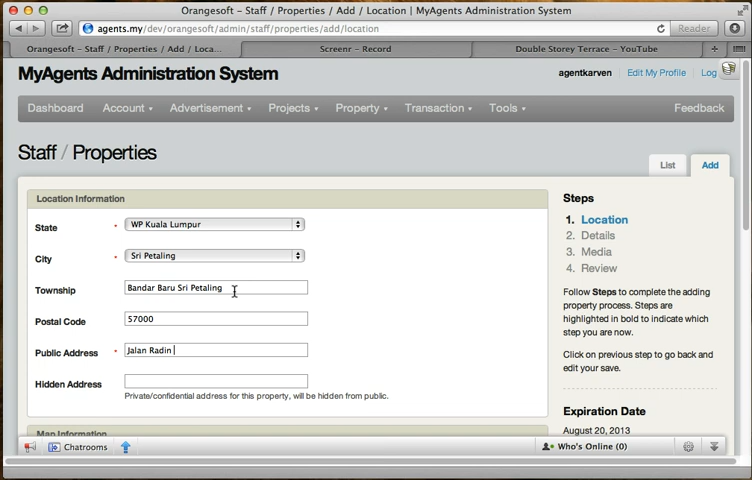 Orangesoft – Staff / Properties / Add / Location | MyAgents Administration System
agents.my/dev/orangesoft/admin/staff/properties/add/location
Reader
Orangesoft – Staff / Properties / Add / Loca...
Screenr – Record
Double Storey Terrace – YouTube
MyAgents Administration System
agentkarven
Edit My Profile
Log
Dashboard
Account
Advertisement
Projects
Property
Transaction
Tools
Feedback
Staff / Properties
List
Add
Location Information
State
WP Kuala Lumpur
City
Sri Petaling
Township
Bandar Baru Sri Petaling
Postal Code
57000
Public Address
Jalan Radin
Hidden Address
Private/confidential address for this property, will be hidden from public.
Map Information
Steps
1. Location
2. Details
3. Media
4. Review
Follow Steps to complete the adding
property process. Steps are
highlighted in bold to indicate which
step you are now.
Click on previous step to go back and
edit your save.
Expiration Date
August 20, 2013
Chatrooms
Who's Online (0)